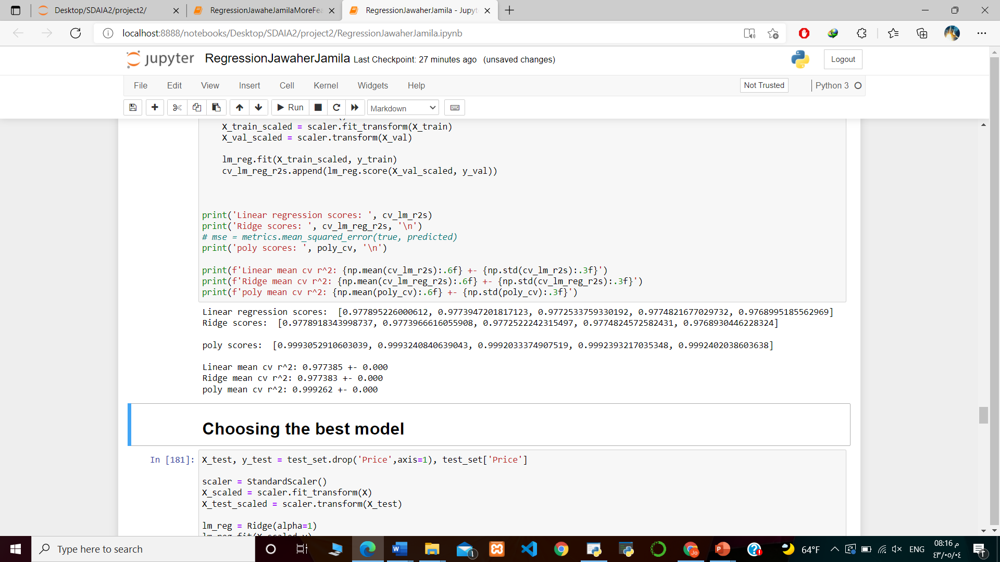 Desktop/SDAIA2/project2/
RegressionJawaheJamilaMoreFea
RegressionJawaherJamila - Jupyt
localhost:8888/notebooks/Desktop/SDAIA2/project2/RegressionJawaherJamila.ipynb
jupyter RegressionJawaherJamila Last Checkpoint: 27 minutes ago (unsaved changes)
Logout
File Edit View Insert Cell Kernel Widgets Help
Not Trusted
Python 3
Run
Markdown
X_train_scaled = scaler.fit_transform(X_train)
X_val_scaled = scaler.transform(X_val)
lm_reg.fit(X_train_scaled, y_train)
cv_lm_reg_r2s.append(lm_reg.score(X_val_scaled, y_val))
print('Linear regression scores: ', cv_lm_r2s)
print('Ridge scores: ', cv_lm_reg_r2s, '\n')
# mse = metrics.mean_squared_error(true, predicted)
print('poly scores: ', poly_cv, '\n')
print(f'Linear mean cv r^2: {np.mean(cv_lm_r2s):.6f} +- {np.std(cv_lm_r2s):.3f}')
print(f'Ridge mean cv r^2: {np.mean(cv_lm_reg_r2s):.6f} +- {np.std(cv_lm_reg_r2s):.3f}')
print(f'poly mean cv r^2: {np.mean(poly_cv):.6f} +- {np.std(poly_cv):.3f}')
Linear regression scores:  [0.977895226000612, 0.9773947201817123, 0.9772533759330192, 0.9774821677029732, 0.9768995185562969]
Ridge scores:  [0.9778918343998737, 0.9773966616055908, 0.9772522242315497, 0.9774824572582431, 0.9768930446228324]
poly scores:  [0.9993052910603039, 0.9993240840639043, 0.9992033374907519, 0.9992393217035348, 0.9992402038603638]
Linear mean cv r^2: 0.977385 +- 0.000
Ridge mean cv r^2: 0.977383 +- 0.000
poly mean cv r^2: 0.999262 +- 0.000
Choosing the best model
In [181]: X_test, y_test = test_set.drop('Price',axis=1), test_set['Price']
scaler = StandardScaler()
X_scaled = scaler.fit_transform(X)
X_test_scaled = scaler.transform(X_test)
lm_reg = Ridge(alpha=1)
lm_reg.fit(X_scaled,y)
Type here to search
64°F
ENG
08:16 م
٤٣/٠٥/٠٤